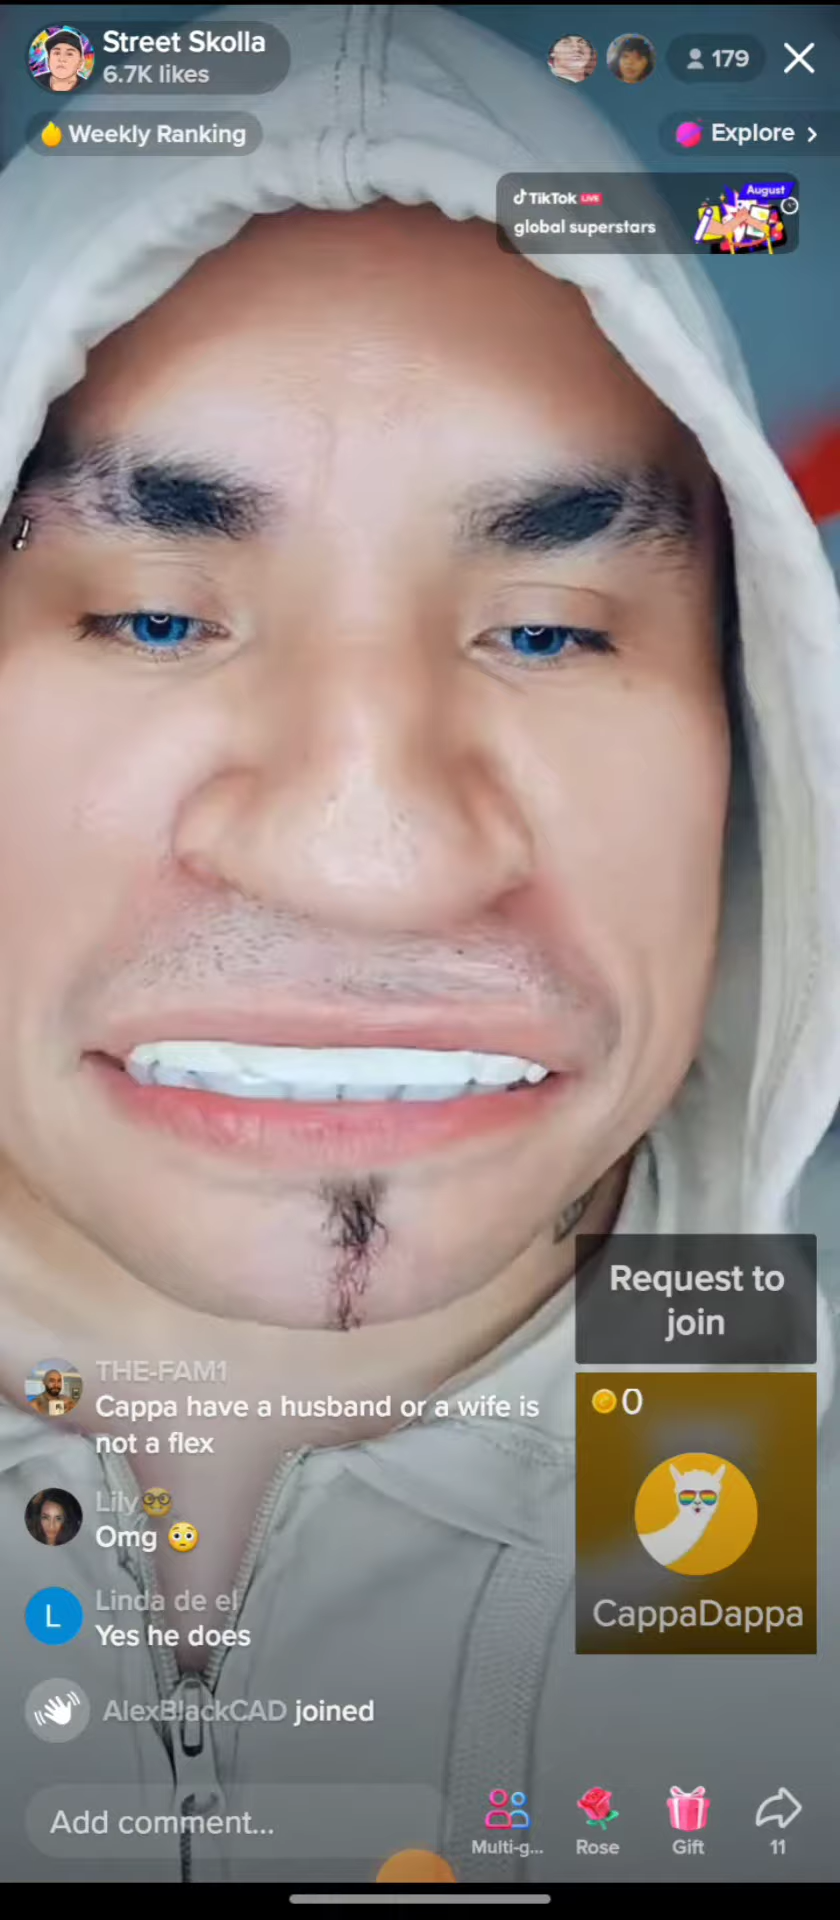 Street Skolla
6.7K likes
179
Weekly Ranking
Explore >
TikTok LIVE
August
global superstars
Request to
join
THE-FAM1
Cappa have a husband or a wife is
not a flex
0
Lily🤓
Omg 😳
Linda de el
Yes he does
L
CappaDappa
AlexBlackCAD joined
Add comment...
Multi-g...
Rose
Gift
11